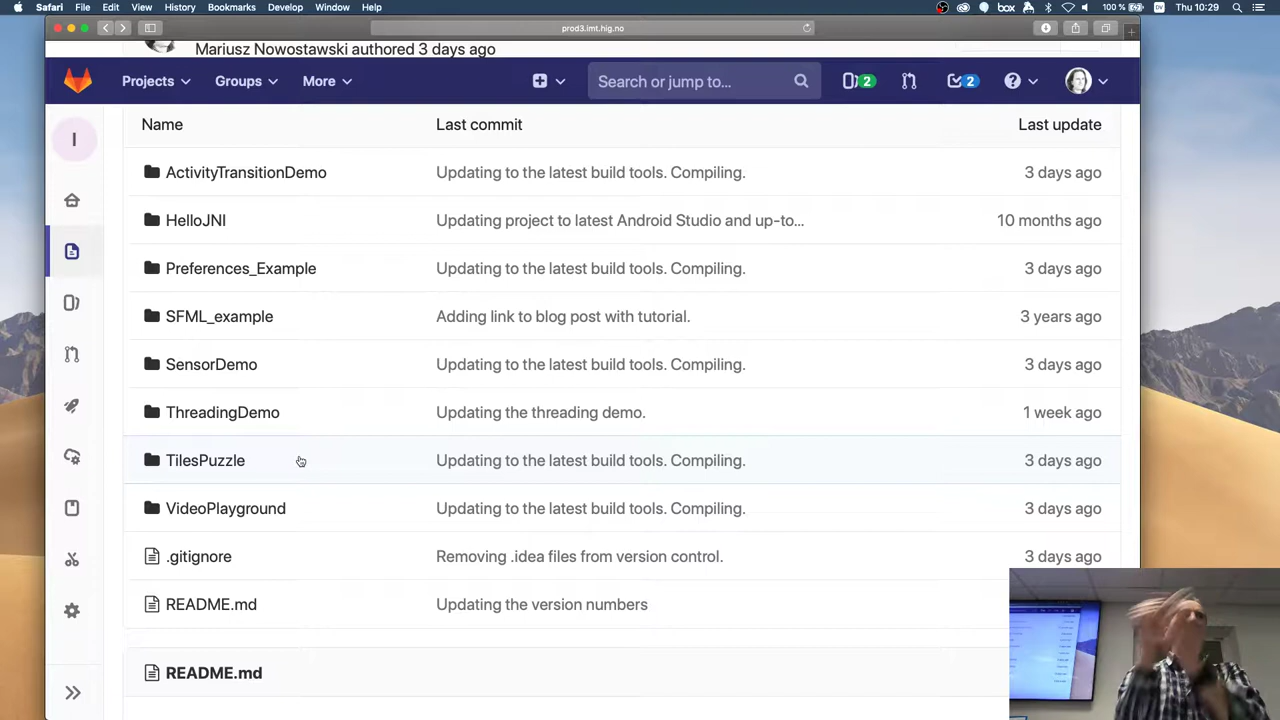 Safari File Edit View History Bookmarks Develop Window Help box 100 % DV Thu 10:29
prod3.imt.hig.no
Mariusz Nowostawski authored 3 days ago
Projects Groups More Search or jump to... 2 2
I
Name Last commit Last update
ActivityTransitionDemo Updating to the latest build tools. Compiling. 3 days ago
HelloJNI Updating project to latest Android Studio and up-to... 10 months ago
Preferences_Example Updating to the latest build tools. Compiling. 3 days ago
SFML_example Adding link to blog post with tutorial. 3 years ago
SensorDemo Updating to the latest build tools. Compiling. 3 days ago
ThreadingDemo Updating the threading demo. 1 week ago
TilesPuzzle Updating to the latest build tools. Compiling. 3 days ago
VideoPlayground Updating to the latest build tools. Compiling. 3 days ago
.gitignore Removing .idea files from version control. 3 days ago
README.md Updating the version numbers
README.md